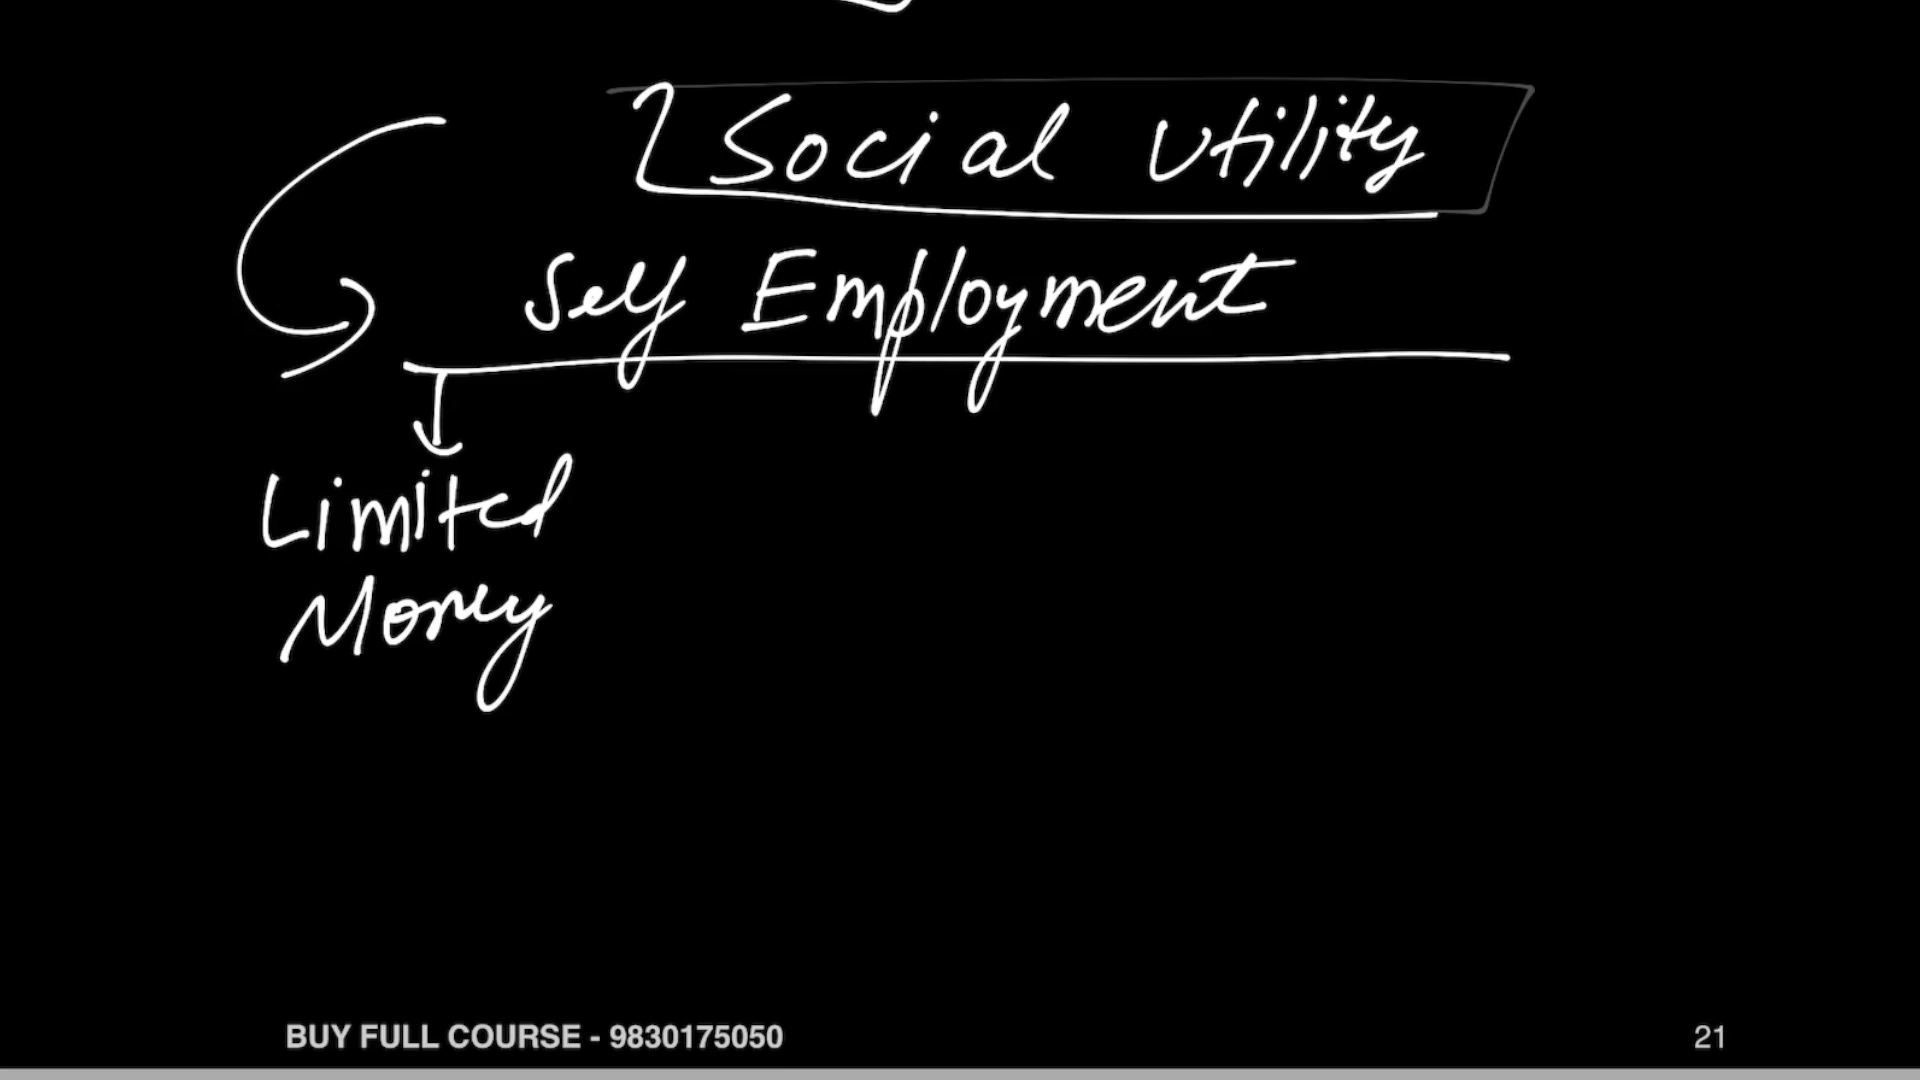 Social Utility
Self Employment
Limited
Money
BUY FULL COURSE - 9830175050
21